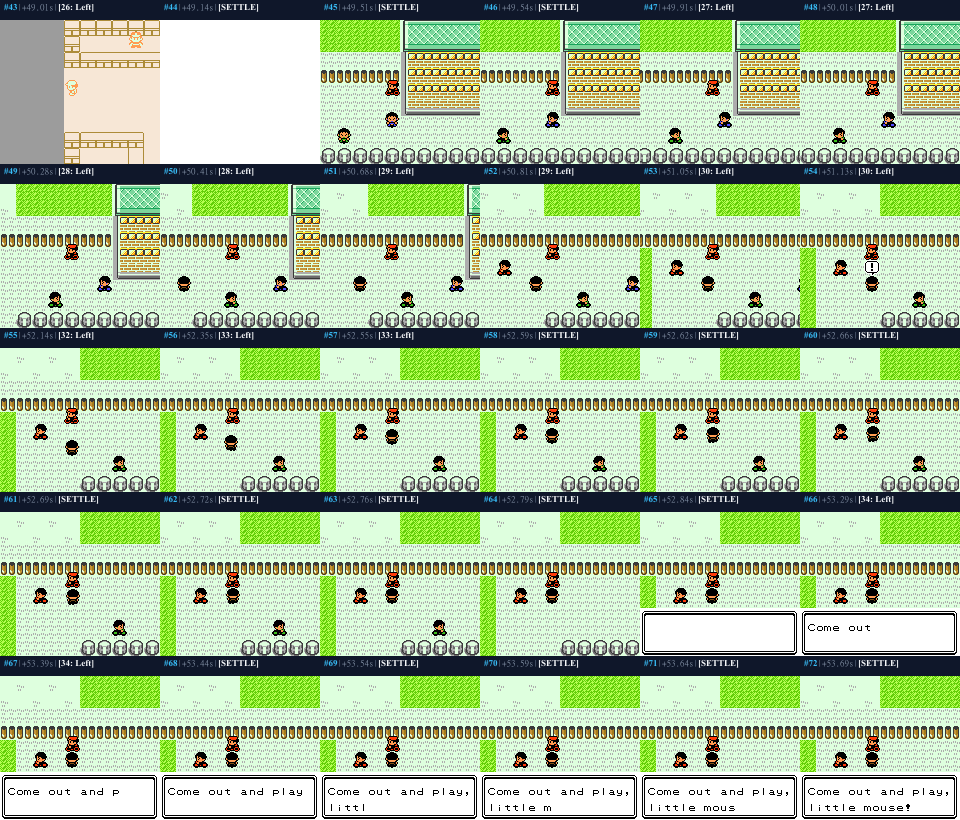 #43|+49.01s|[26: Left]
#44|+49.14s|[SETTLE]
#45|+49.51s|[SETTLE]
#46|+49.54s|[SETTLE]
#47|+49.91s|[27: Left]
#48|+50.01s|[27: Left]
#49|+50.28s|[28: Left]
#50|+50.41s|[28: Left]
#51|+50.68s|[29: Left]
#52|+50.81s|[29: Left]
#53|+51.05s|[30: Left]
#54|+51.13s|[30: Left]
!
#55|+52.14s|[32: Left]
#56|+52.35s|[33: Left]
#57|+52.55s|[33: Left]
#58|+52.59s|[SETTLE]
#59|+52.62s|[SETTLE]
#60|+52.66s|[SETTLE]
#61|+52.69s|[SETTLE]
#62|+52.72s|[SETTLE]
#63|+52.76s|[SETTLE]
#64|+52.79s|[SETTLE]
#65|+52.84s|[SETTLE]
#66|+53.29s|[34: Left]
Come out
#67|+53.39s|[34: Left]
#68|+53.44s|[SETTLE]
#69|+53.54s|[SETTLE]
#70|+53.59s|[SETTLE]
#71|+53.64s|[SETTLE]
#72|+53.69s|[SETTLE]
Come out and p
Come out and play
Come out and play,
littl
Come out and play,
little m
Come out and play,
little mous
Come out and play,
little mouse!